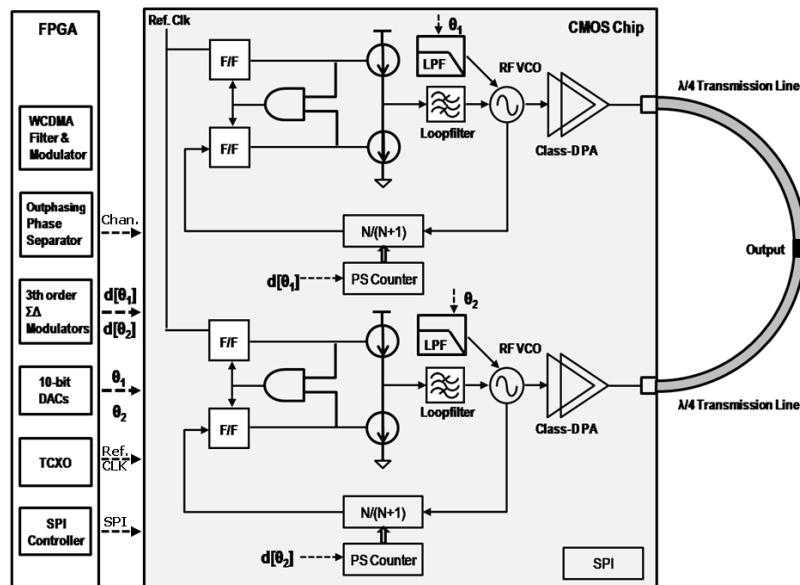 FPGA
WCDMA
Filter &
Modulator
Outphasing
Phase
Separator
3th order
ΣΔ
Modulators
10-bit
DACs
TCXO
SPI
Controller
Chan.
d[θ1]
d[θ2]
θ1
θ2
Ref.
CLK
SPI
Ref. Clk
CMOS Chip
F/F
F/F
θ1
LPF
RF VCO
Loopfilter
Class-D PA
N/(N+1)
d[θ1]
PS Counter
F/F
F/F
θ2
LPF
RF VCO
Loopfilter
Class-D PA
N/(N+1)
d[θ2]
PS Counter
SPI
λ/4 Transmission Line
Output
λ/4 Transmission Line